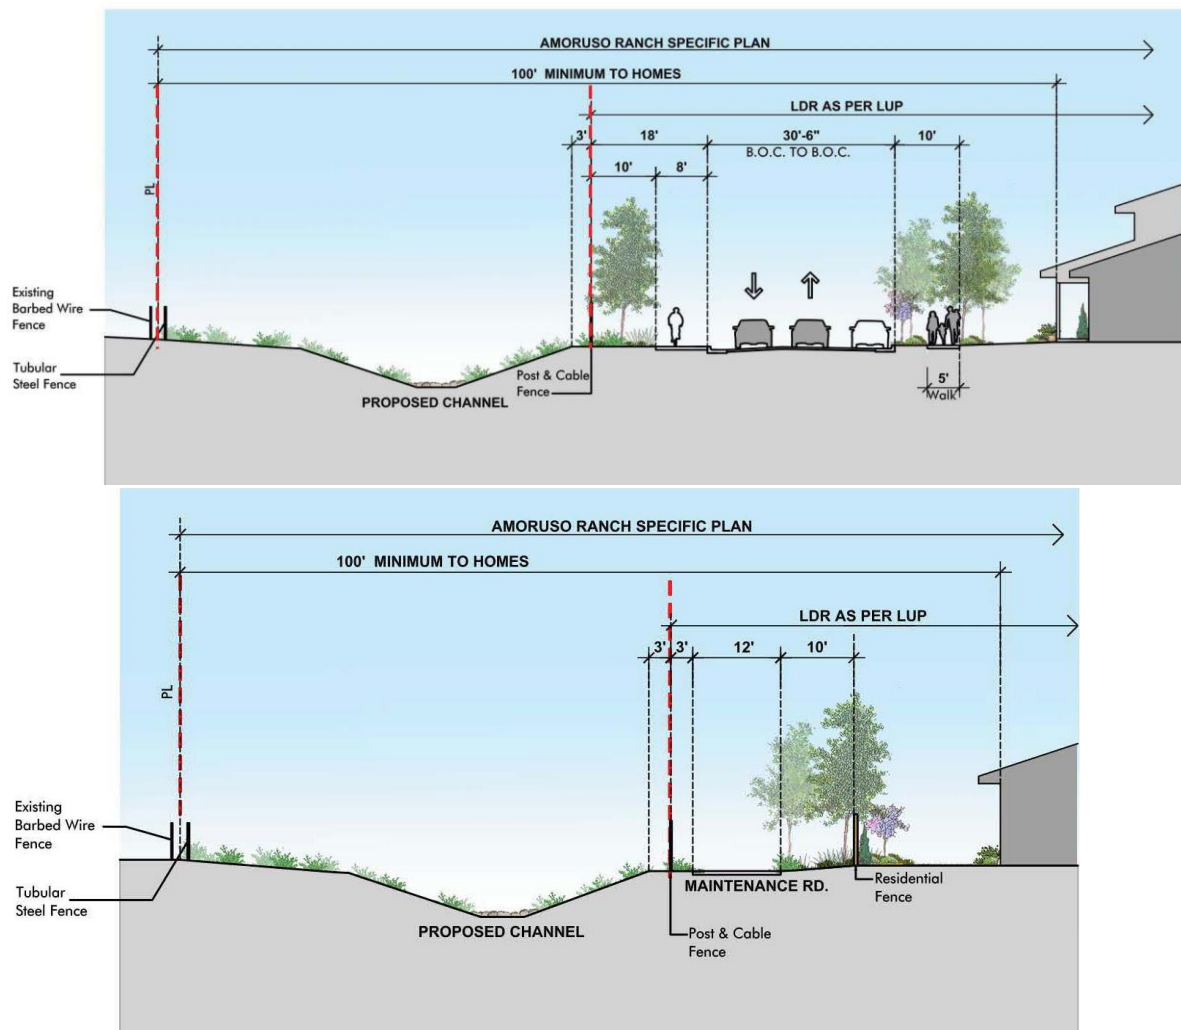 AMORUSO RANCH SPECIFIC PLAN
100' MINIMUM TO HOMES
LDR AS PER LUP
3' 18' 30'-6" 10'
B.O.C. TO B.O.C.
10' 8'
PL
Existing
Barbed Wire
Fence
Tubular
Steel Fence
Post & Cable
Fence
PROPOSED CHANNEL
5'
Walk
AMORUSO RANCH SPECIFIC PLAN
100' MINIMUM TO HOMES
LDR AS PER LUP
3' 3' 12' 10'
PL
Existing
Barbed Wire
Fence
Tubular
Steel Fence
MAINTENANCE RD.
Residential
Fence
PROPOSED CHANNEL
Post & Cable
Fence